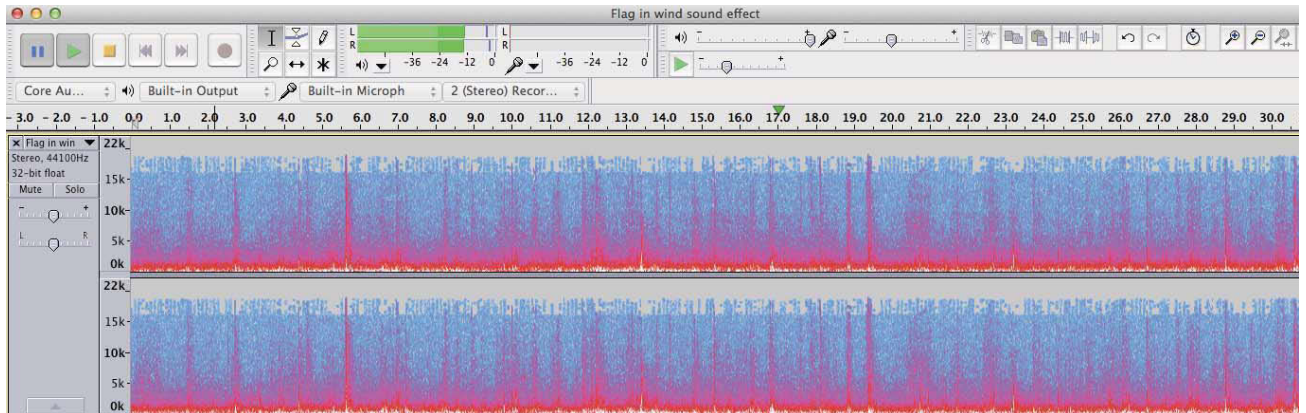 Flag in wind sound effect
L
R
-36 -24 -12 0
L
R
-36 -24 -12 0
- + - +
- +
Core Au... Built-in Output Built-in Microph 2 (Stereo) Recor...
- 3.0 - 2.0 - 1.0 0.0 1.0 2.0 3.0 4.0 5.0 6.0 7.0 8.0 9.0 10.0 11.0 12.0 13.0 14.0 15.0 16.0 17.0 18.0 19.0 20.0 21.0 22.0 23.0 24.0 25.0 26.0 27.0 28.0 29.0 30.0
× Flag in win
Stereo, 44100Hz
32-bit float
Mute Solo
- +
L R
22k
15k
10k
5k
0k
22k
15k
10k
5k
0k